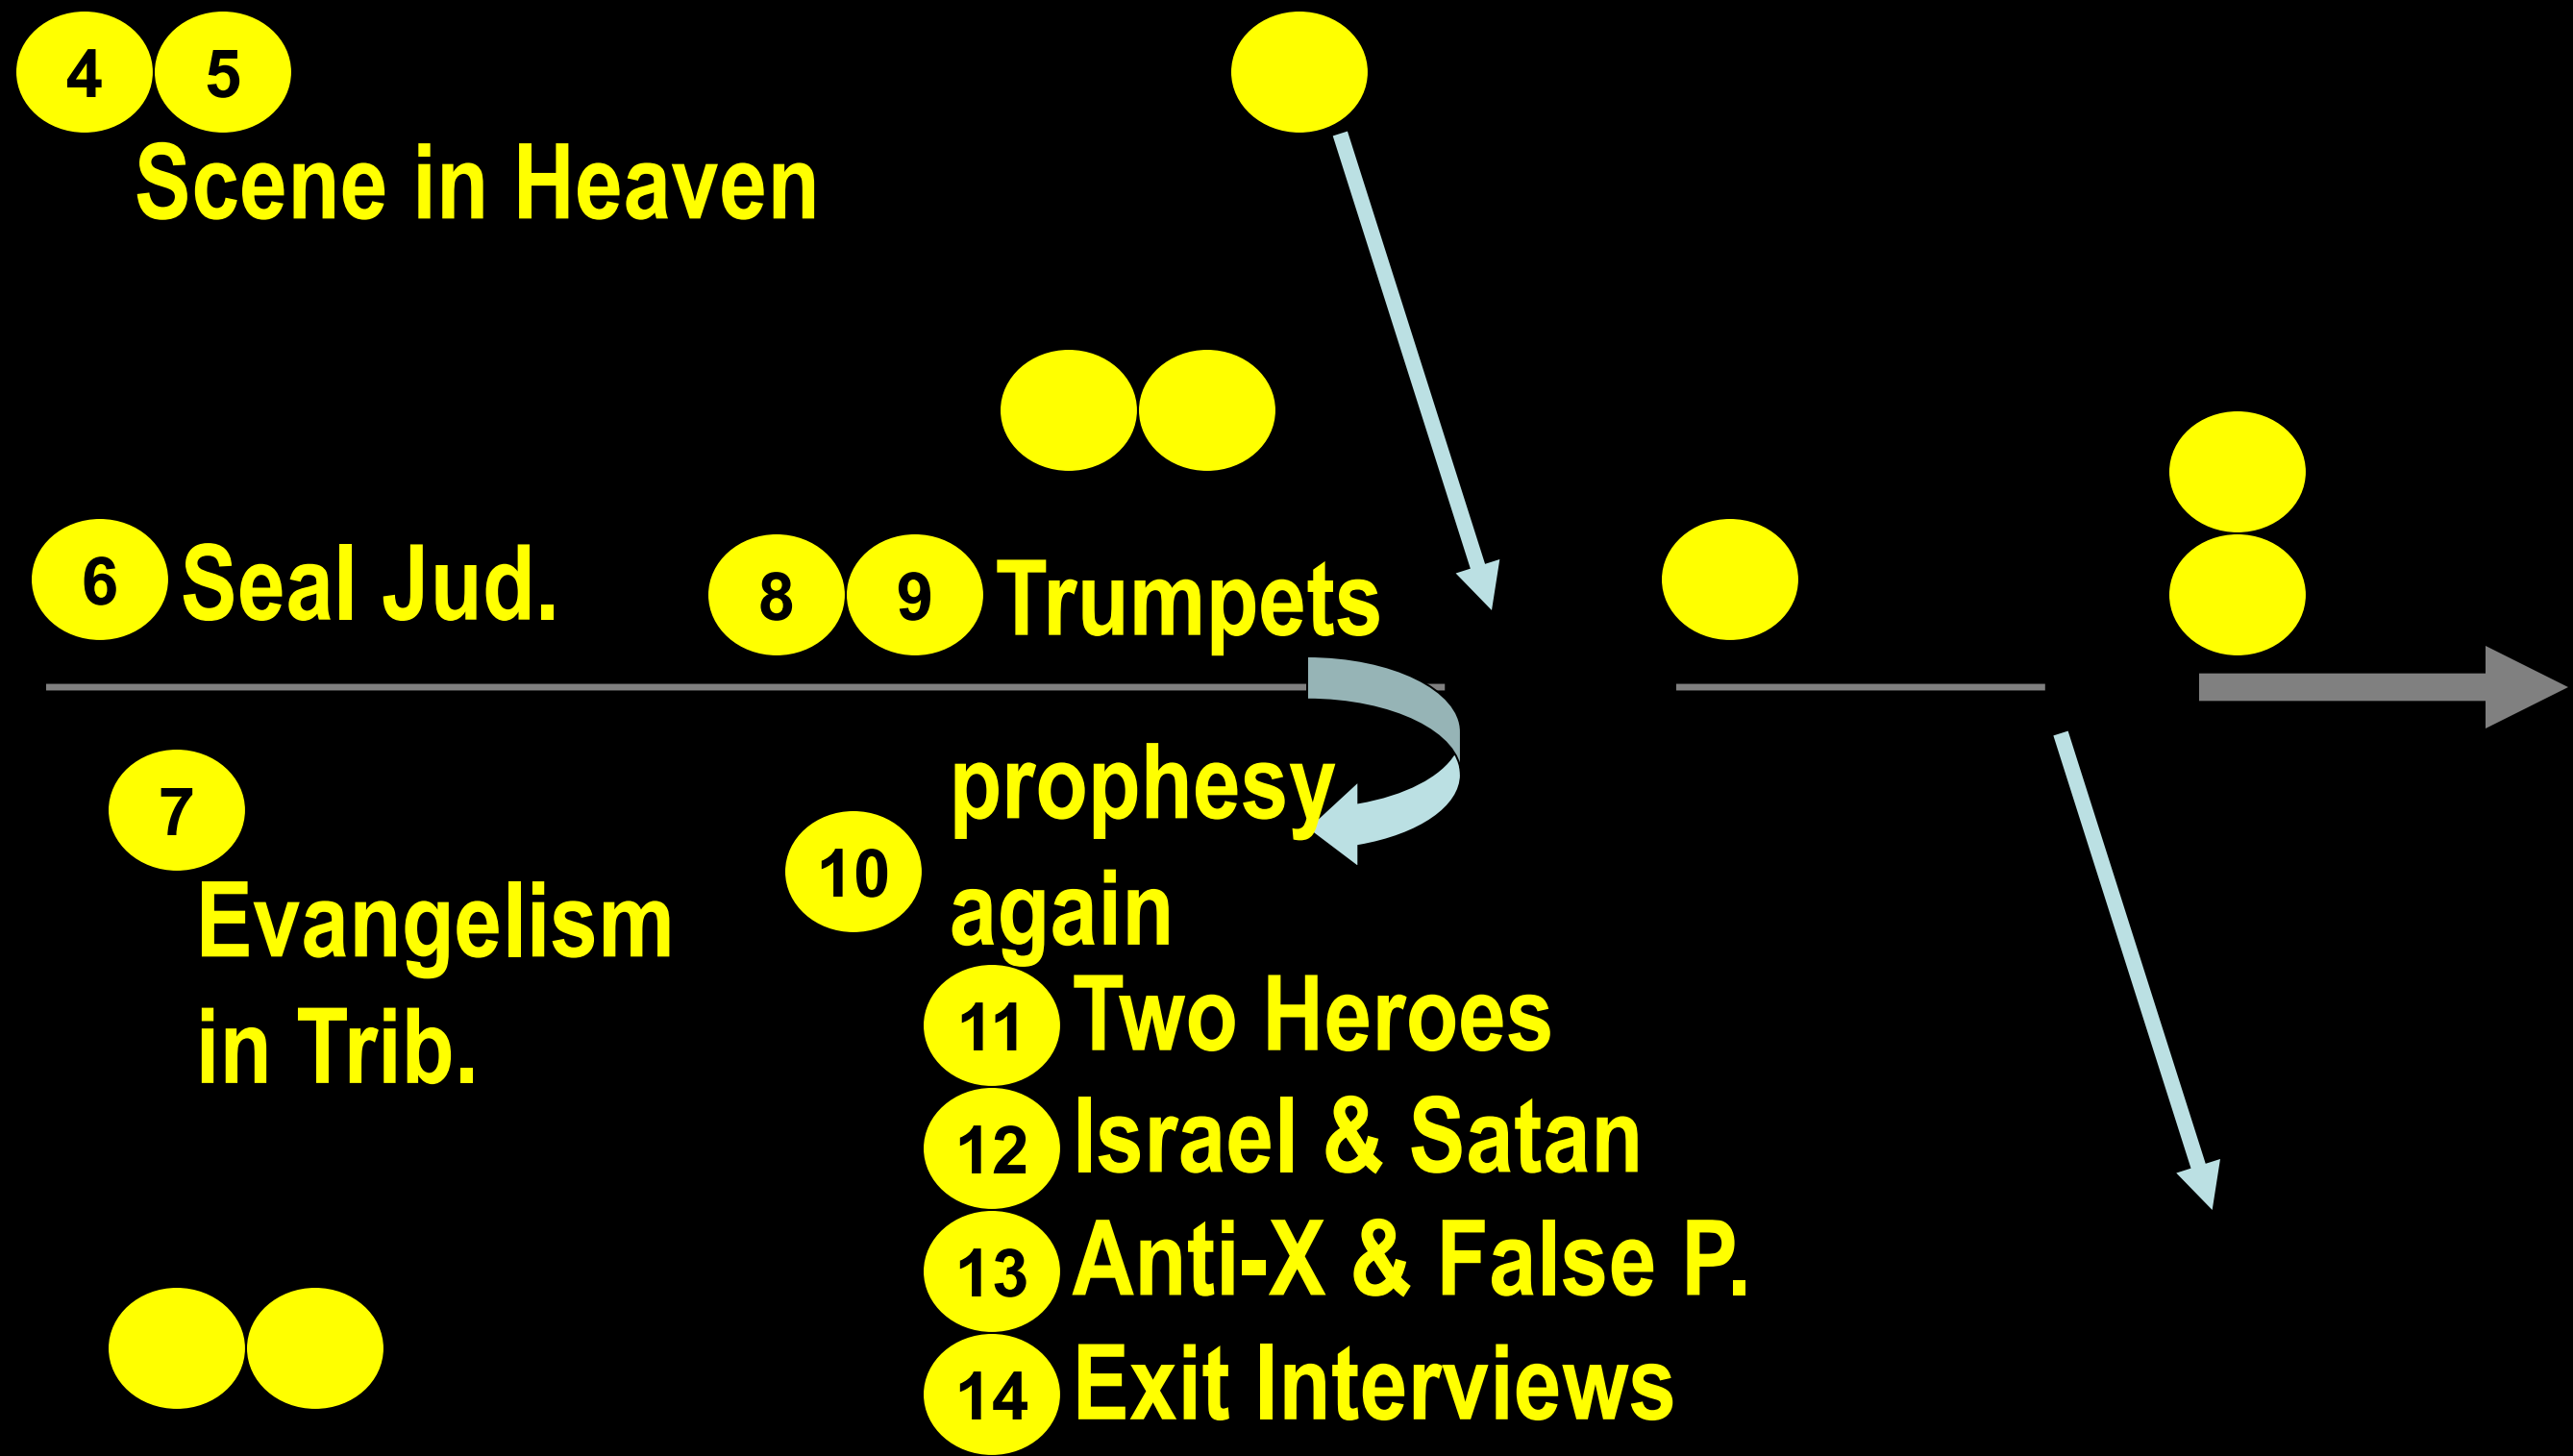 4 5
Scene in Heaven
6 Seal Jud.
8 9 Trumpets
7
Evangelism
in Trib.
10
prophesy
again
11 Two Heroes
12 Israel & Satan
13 Anti-X & False P.
14 Exit Interviews